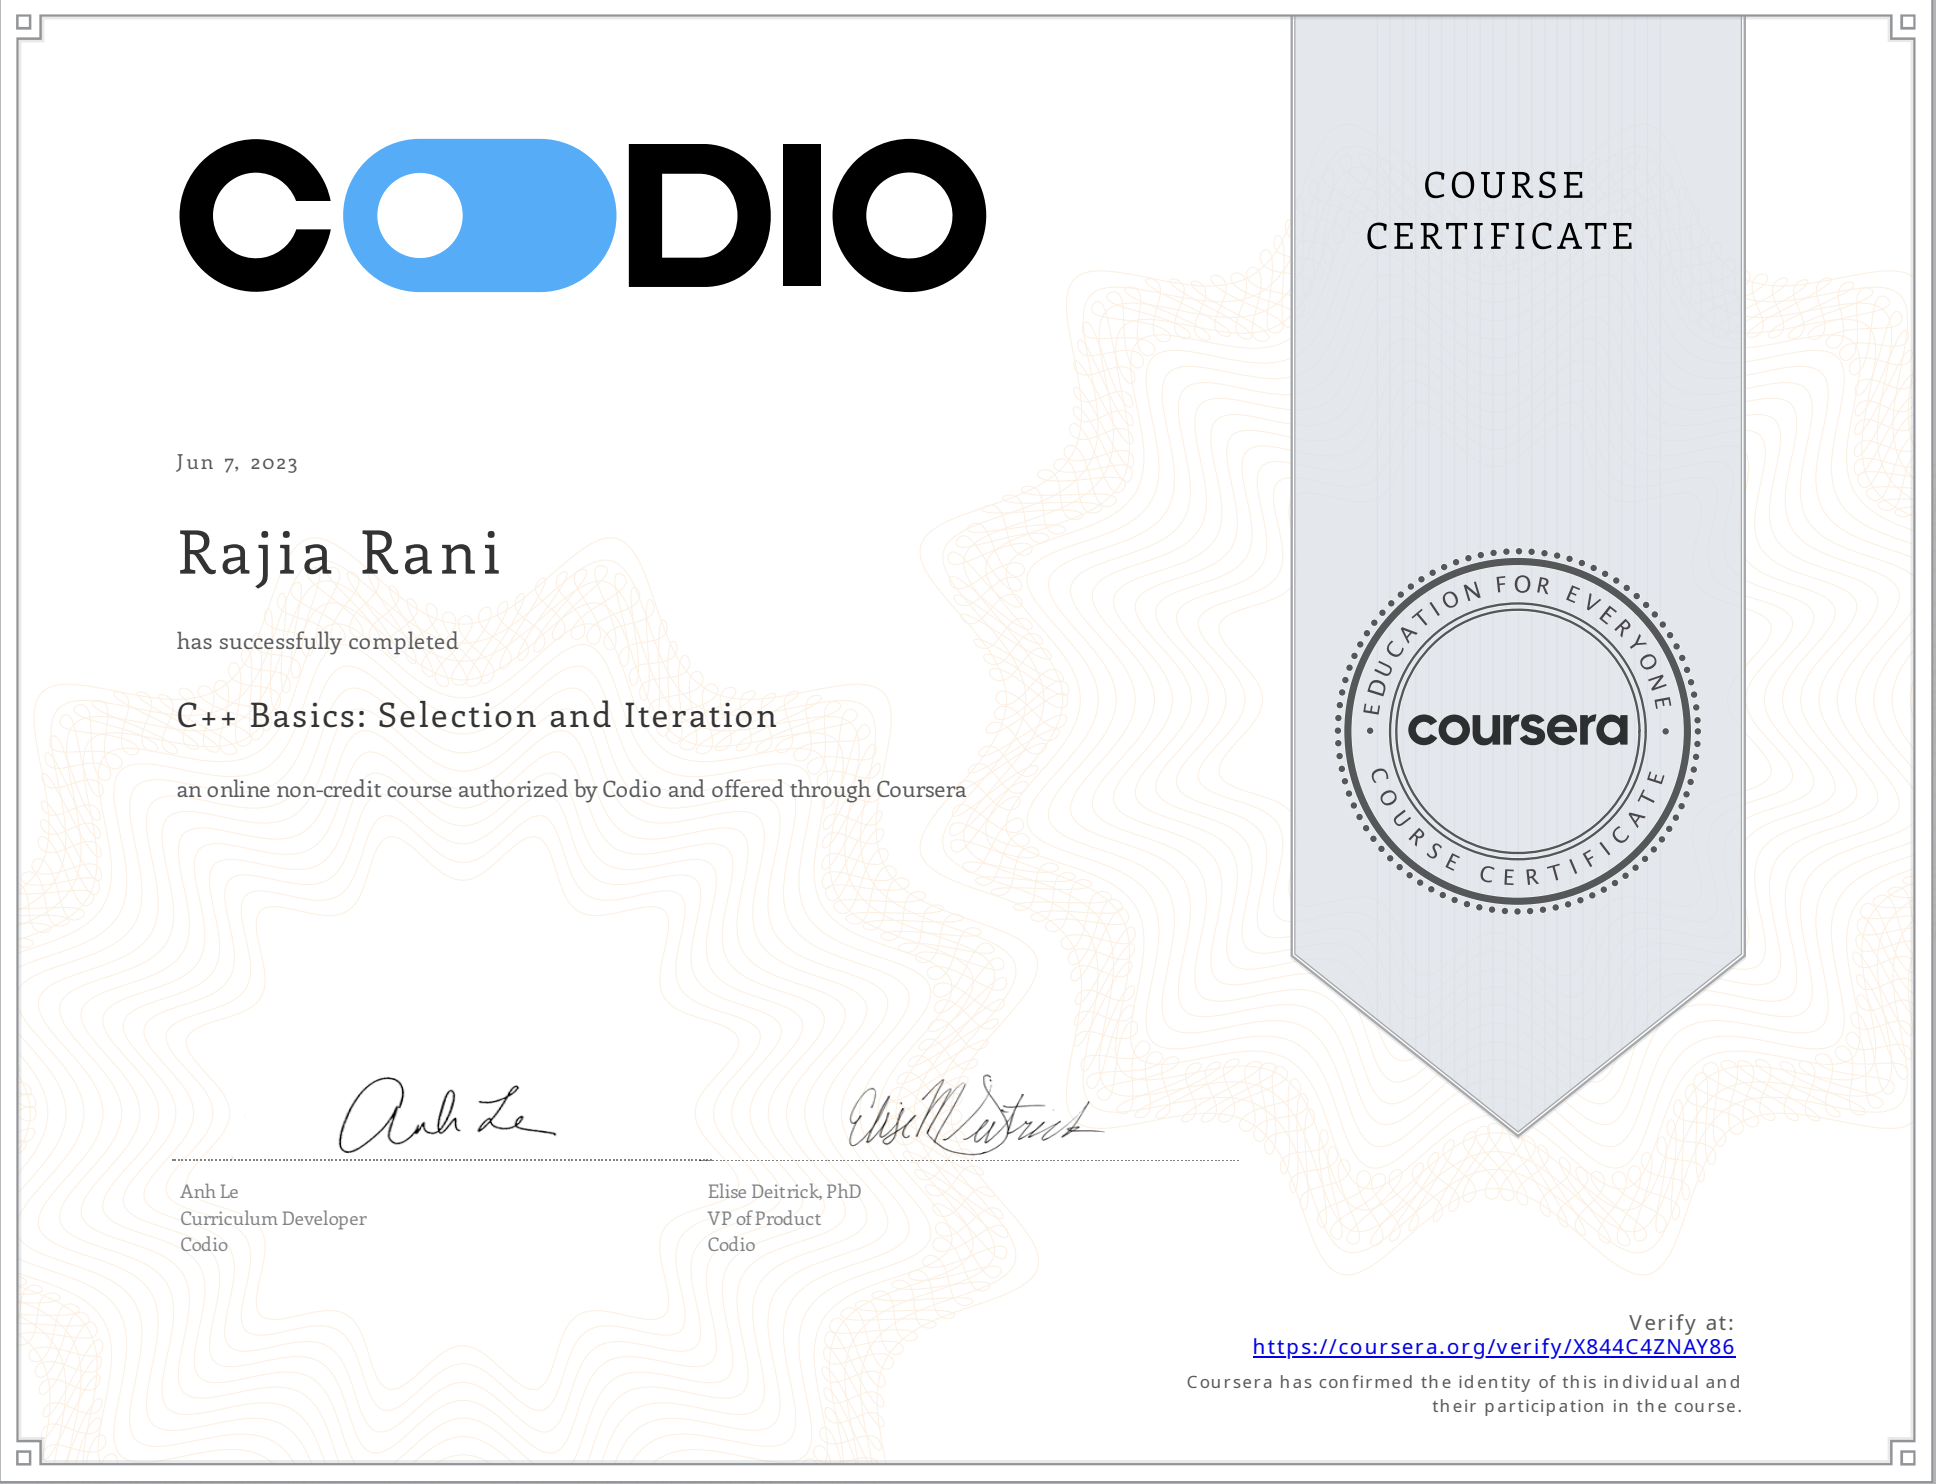 CODIO
COURSE
CERTIFICATE
Jun 7, 2023
Rajia Rani
has successfully completed
C++ Basics: Selection and Iteration
an online non-credit course authorized by Codio and offered through Coursera
EDUCATION FOR EVERYONE
coursera
COURSE CERTIFICATE
Anh Le
Elise M Deitrick
Anh Le
Curriculum Developer
Codio
Elise Deitrick, PhD
VP of Product
Codio
Verify at:
https://coursera.org/verify/X844C4ZNAY86
Coursera has confirmed the identity of this individual and
their participation in the course.